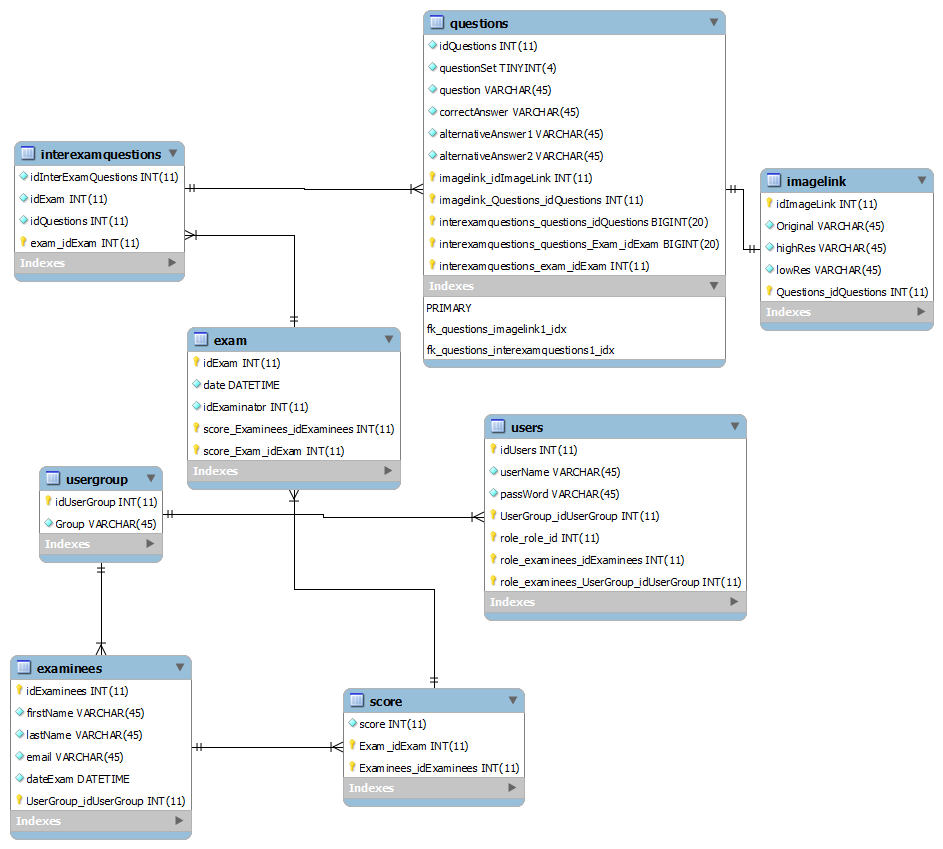 questions
idQuestions INT(11)
questionSet TINYINT(4)
question VARCHAR(45)
correctAnswer VARCHAR(45)
alternativeAnswer1 VARCHAR(45)
alternativeAnswer2 VARCHAR(45)
imagelink_idImageLink INT(11)
imagelink_Questions_idQuestions INT(11)
interexamquestions_questions_idQuestions BIGINT(20)
interexamquestions_questions_Exam_idExam BIGINT(20)
interexamquestions_exam_idExam INT(11)
Indexes
PRIMARY
fk_questions_imagelink1_idx
fk_questions_interexamquestions1_idx
interexamquestions
idInterExamQuestions INT(11)
idExam INT(11)
idQuestions INT(11)
exam_idExam INT(11)
Indexes
imagelink
idImageLink INT(11)
Original VARCHAR(45)
highRes VARCHAR(45)
lowRes VARCHAR(45)
Questions_idQuestions INT(11)
Indexes
exam
idExam INT(11)
date DATETIME
idExaminator INT(11)
score_Examinees_idExaminees INT(11)
score_Exam_idExam INT(11)
Indexes
users
idUsers INT(11)
userName VARCHAR(45)
passWord VARCHAR(45)
UserGroup_idUserGroup INT(11)
role_role_id INT(11)
role_examinees_idExaminees INT(11)
role_examinees_UserGroup_idUserGroup INT(11)
Indexes
usergroup
idUserGroup INT(11)
Group VARCHAR(45)
Indexes
examinees
idExaminees INT(11)
firstName VARCHAR(45)
lastName VARCHAR(45)
email VARCHAR(45)
dateExam DATETIME
UserGroup_idUserGroup INT(11)
Indexes
score
score INT(11)
Exam_idExam INT(11)
Examinees_idExaminees INT(11)
Indexes